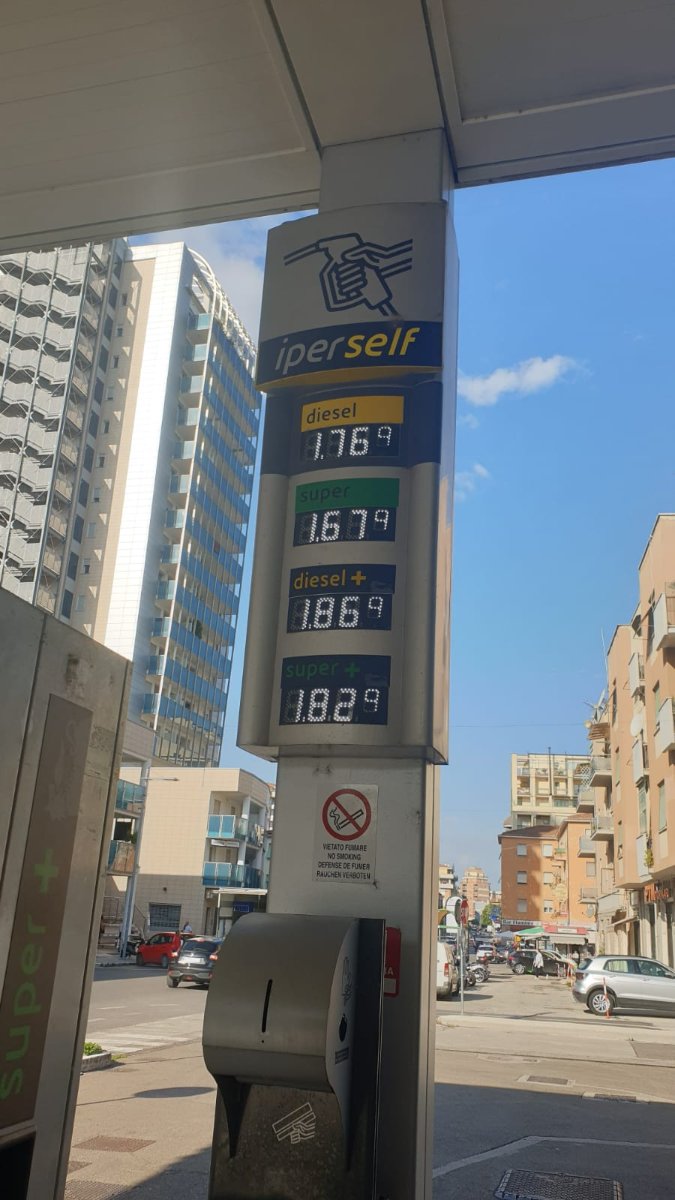 iperself
diesel
1.769
super
1.679
diesel +
1.869
super +
1.829
VIETATO FUMARE
NO SMOKING
DEFENSE DE FUMER
RAUCHEN VERBOTEN
super +